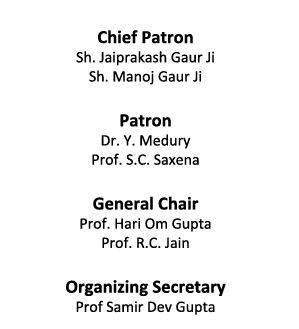 Chief Patron
Sh. Jaiprakash Gaur Ji
Sh. Manoj Gaur Ji
Patron
Dr. Y. Medury
Prof. S.C. Saxena
General Chair
Prof. Hari Om Gupta
Prof. R.C. Jain
Organizing Secretary
Prof Samir Dev Gupta